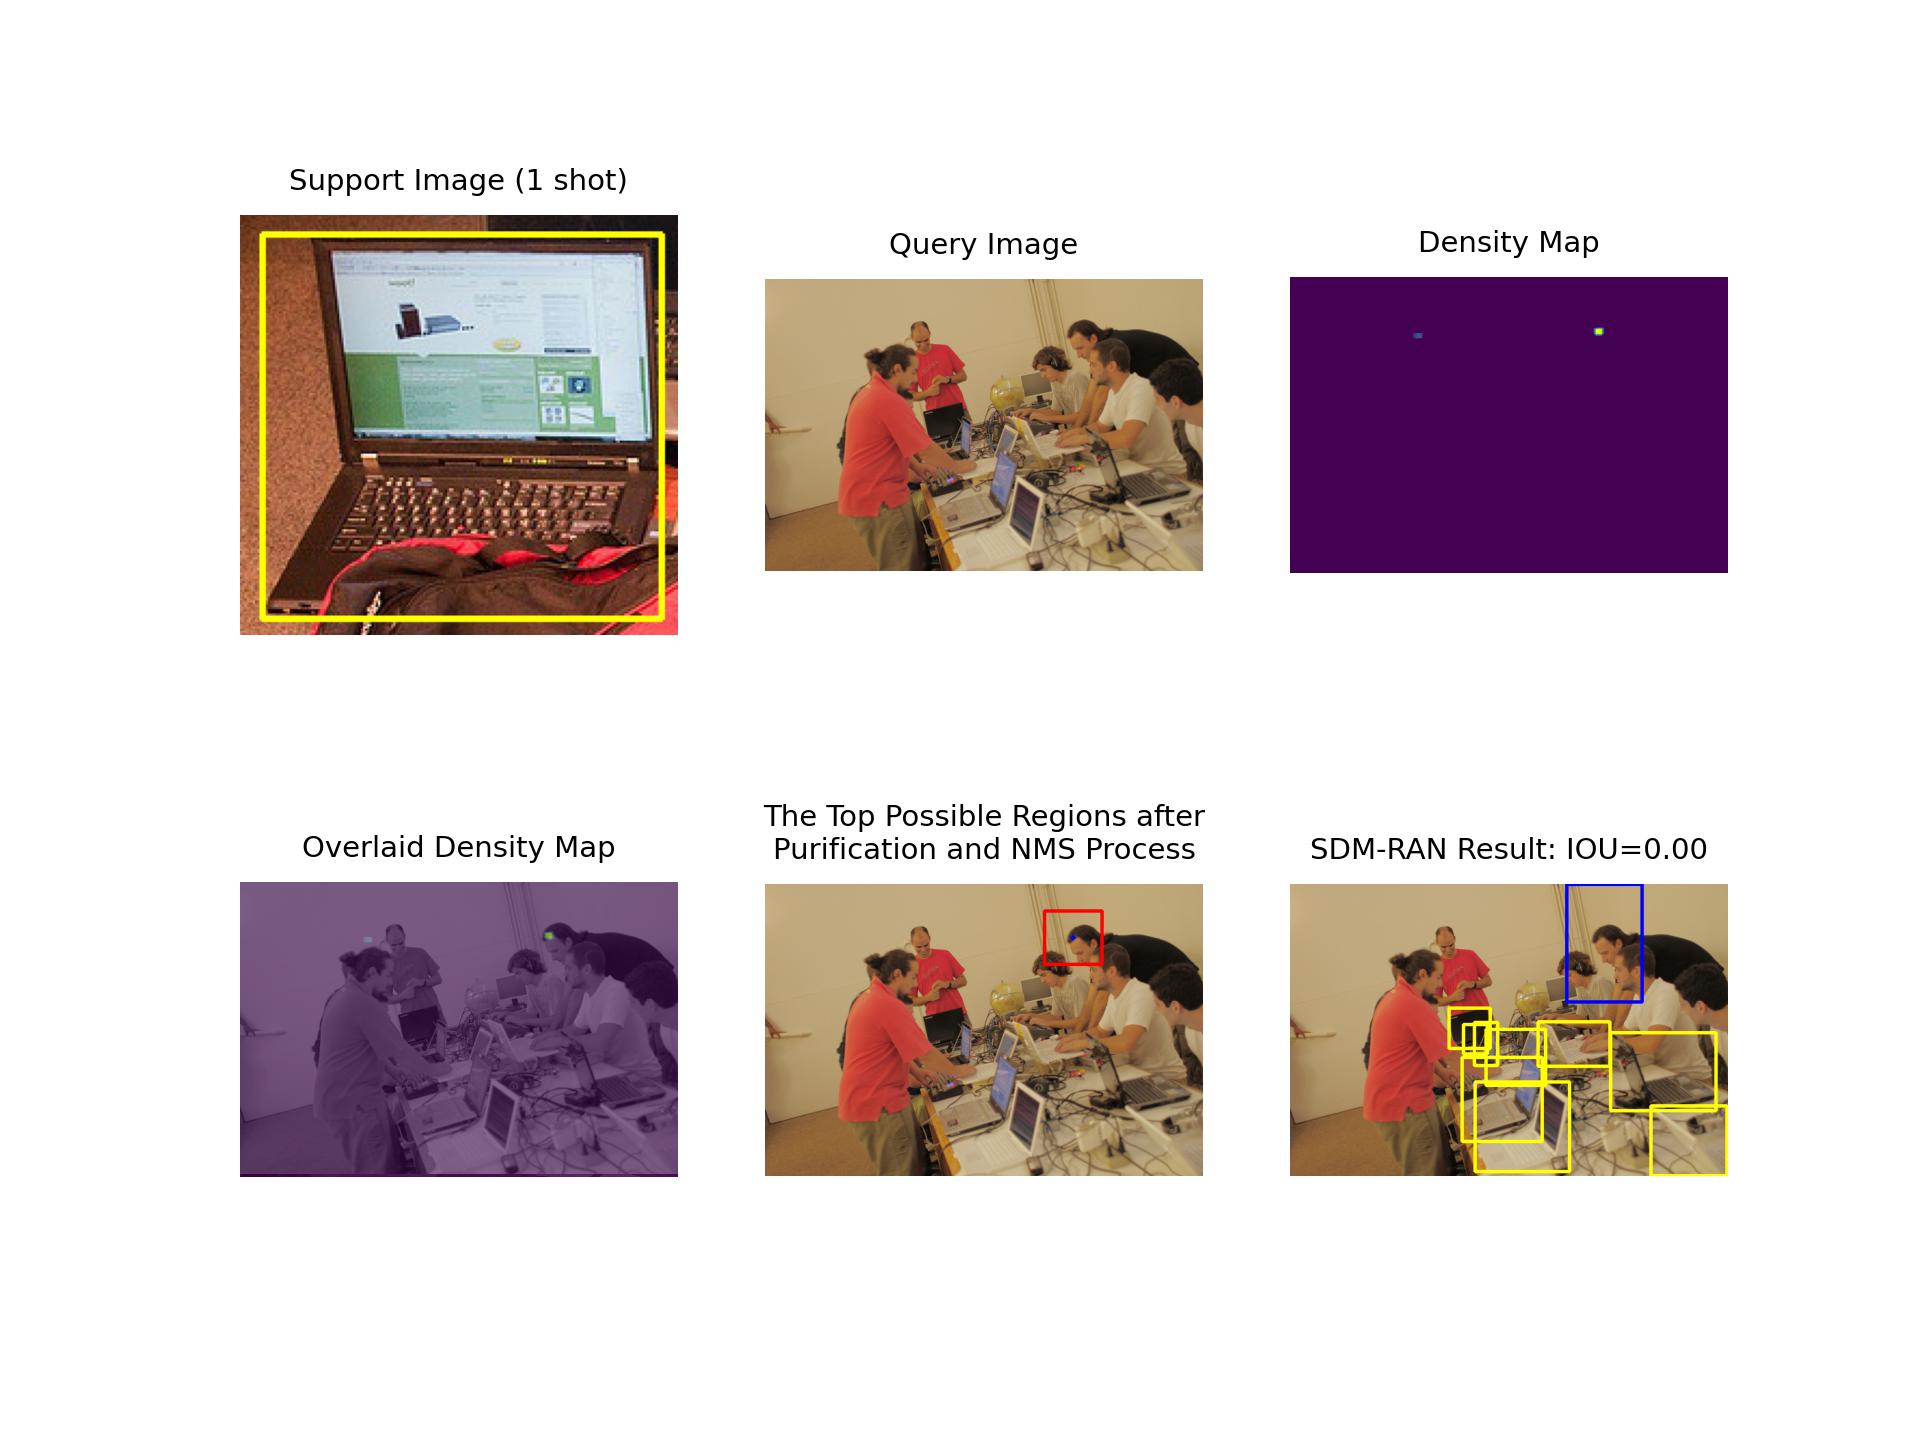 Support Image (1 shot)
Query Image
Density Map
woot!
Overlaid Density Map
The Top Possible Regions after
Purification and NMS Process
SDM-RAN Result: IOU=0.00